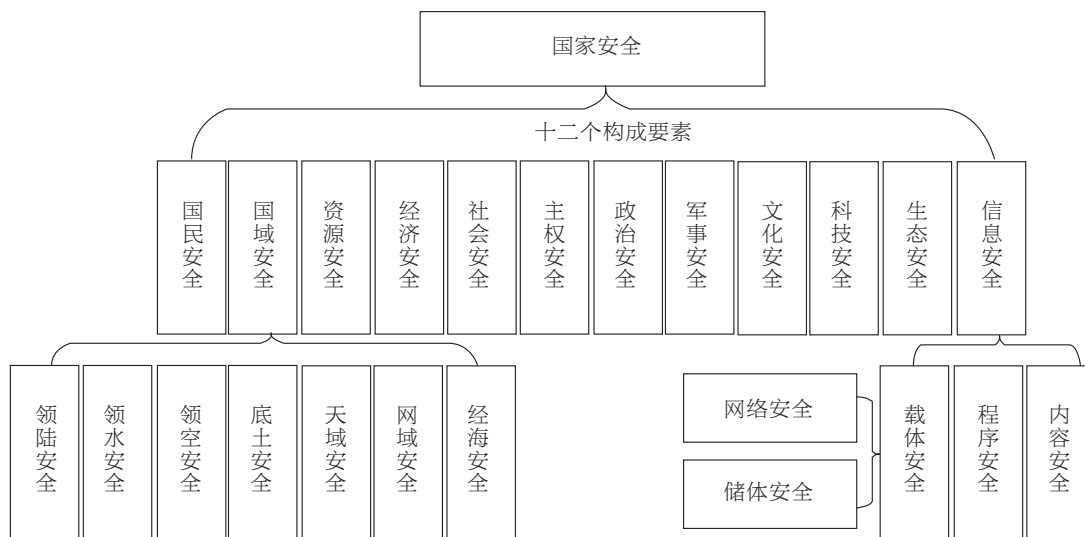 国家安全
十二个构成要素
国民安全
国域安全
资源安全
经济安全
社会安全
主权安全
政治安全
军事安全
文化安全
科技安全
生态安全
信息安全
领陆安全
领水安全
领空安全
底土安全
天域安全
网域安全
经海安全
网络安全
储体安全
载体安全
程序安全
内容安全